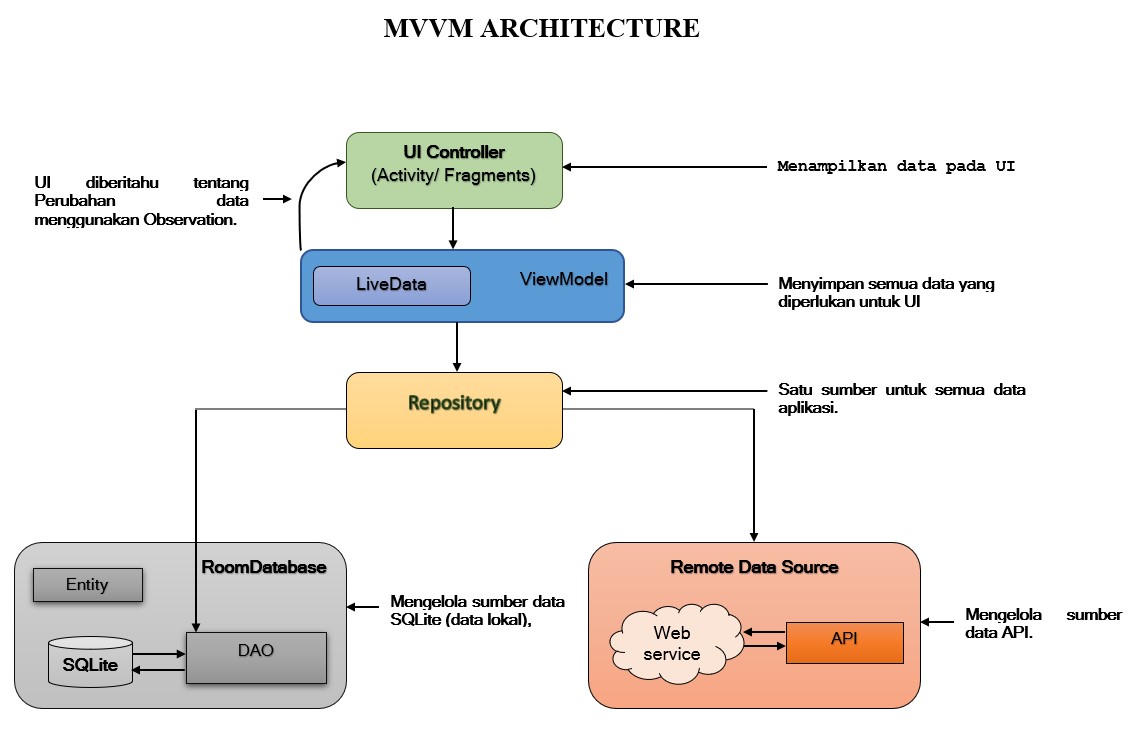 MVVM ARCHITECTURE
UI Controller
(Activity/ Fragments)
Menampilkan data pada UI
UI diberitahu tentang
Perubahan data
menggunakan Observation.
LiveData
ViewModel
Menyimpan semua data yang
diperlukan untuk UI
Repository
Satu sumber untuk semua data
aplikasi.
RoomDatabase
Entity
SQLite
DAO
Mengelola sumber data
SQLite (data lokal),
Remote Data Source
Web
service
API
Mengelola sumber
data API.